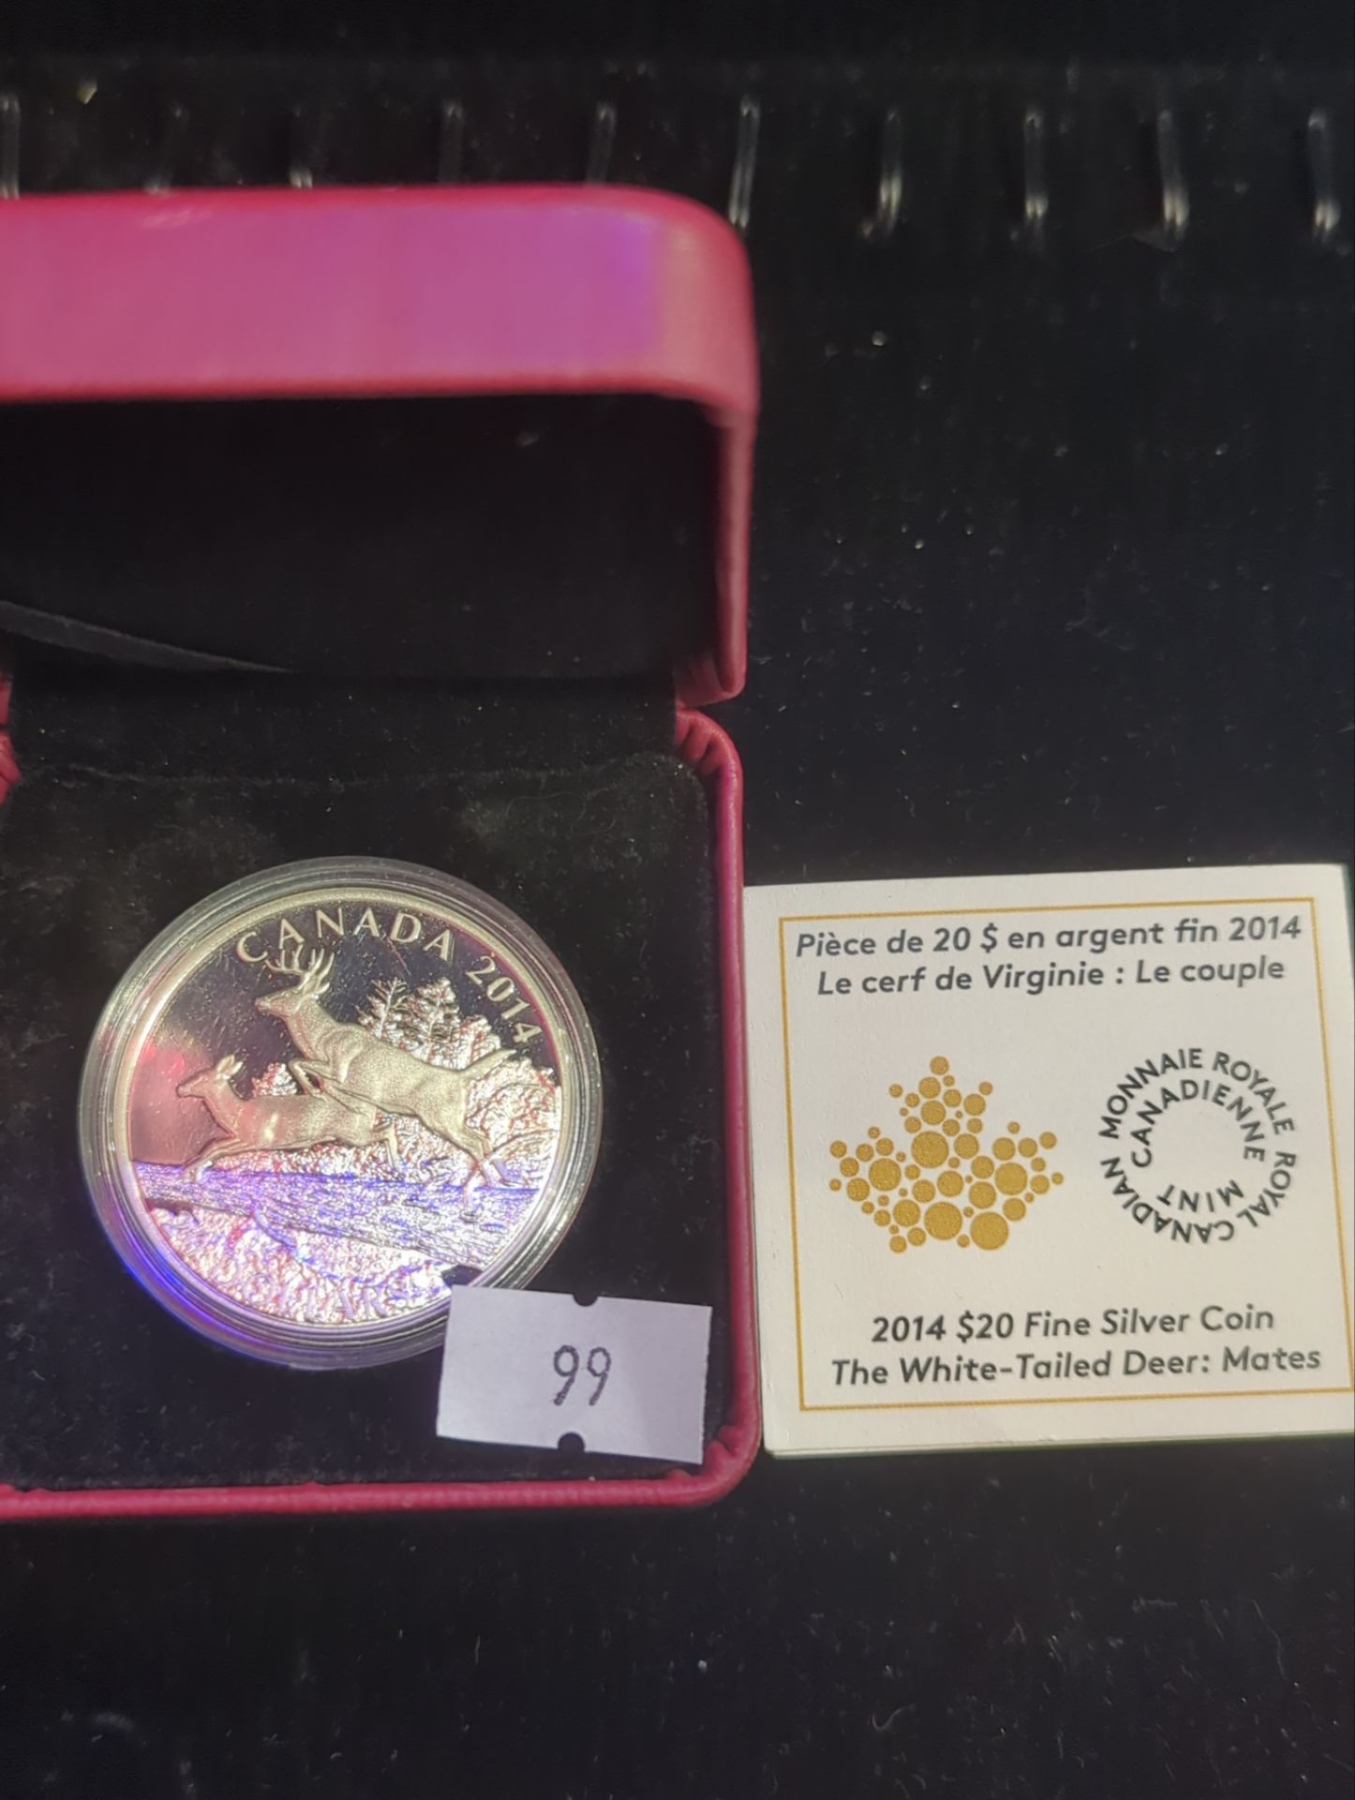 CANADA 2014
99
Pièce de 20 $ en argent fin 2014
Le cerf de Virginie : Le couple
MONNAIE ROYALE
CANADIENNE
ROYAL CANADIAN
MINT
2014 $20 Fine Silver Coin
The White-Tailed Deer: Mates